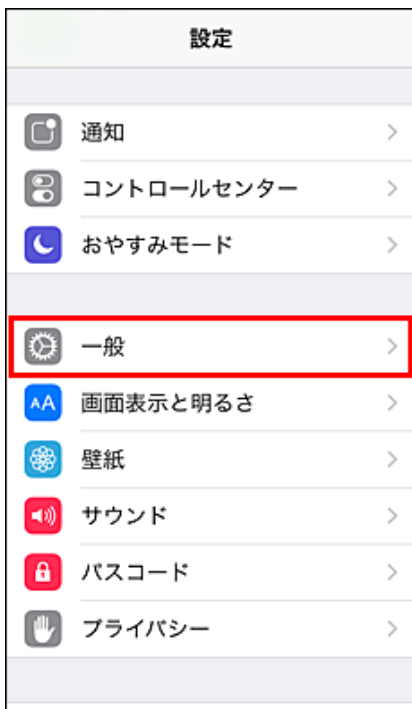 設定
通知
コントロールセンター
おやすみモード
一般
AA 画面表示と明るさ
壁紙
サウンド
パスコード
プライバシー